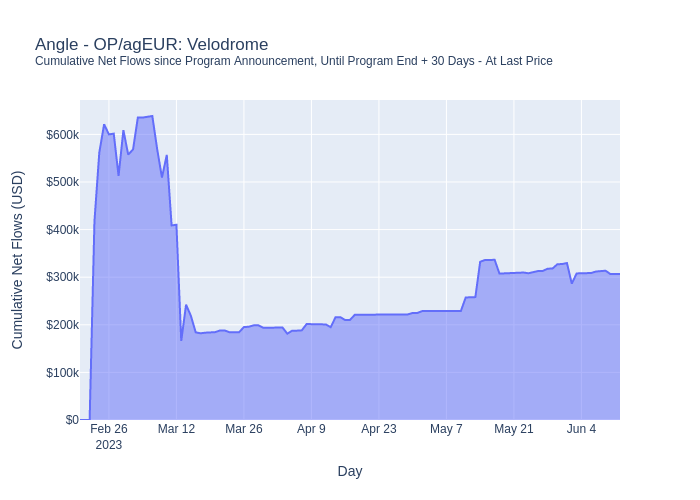 Angle - OP/agEUR: Velodrome
Cumulative Net Flows since Program Announcement, Until Program End + 30 Days - At Last Price
Cumulative Net Flows (USD)
$600k
$500k
$400k
$300k
$200k
$100k
$0
Feb 26 Mar 12 Mar 26 Apr 9 Apr 23 May 7 May 21 Jun 4
2023
Day